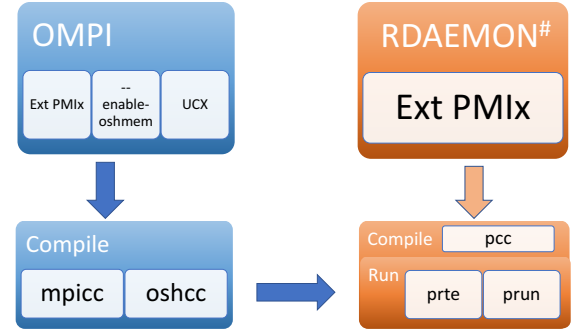 OMPI
Ext PMIx
--
enable-
oshmem
UCX
RDAEMON#
Ext PMIx
Compile
mpicc
oshcc
Compile
pcc
Run
prte
prun